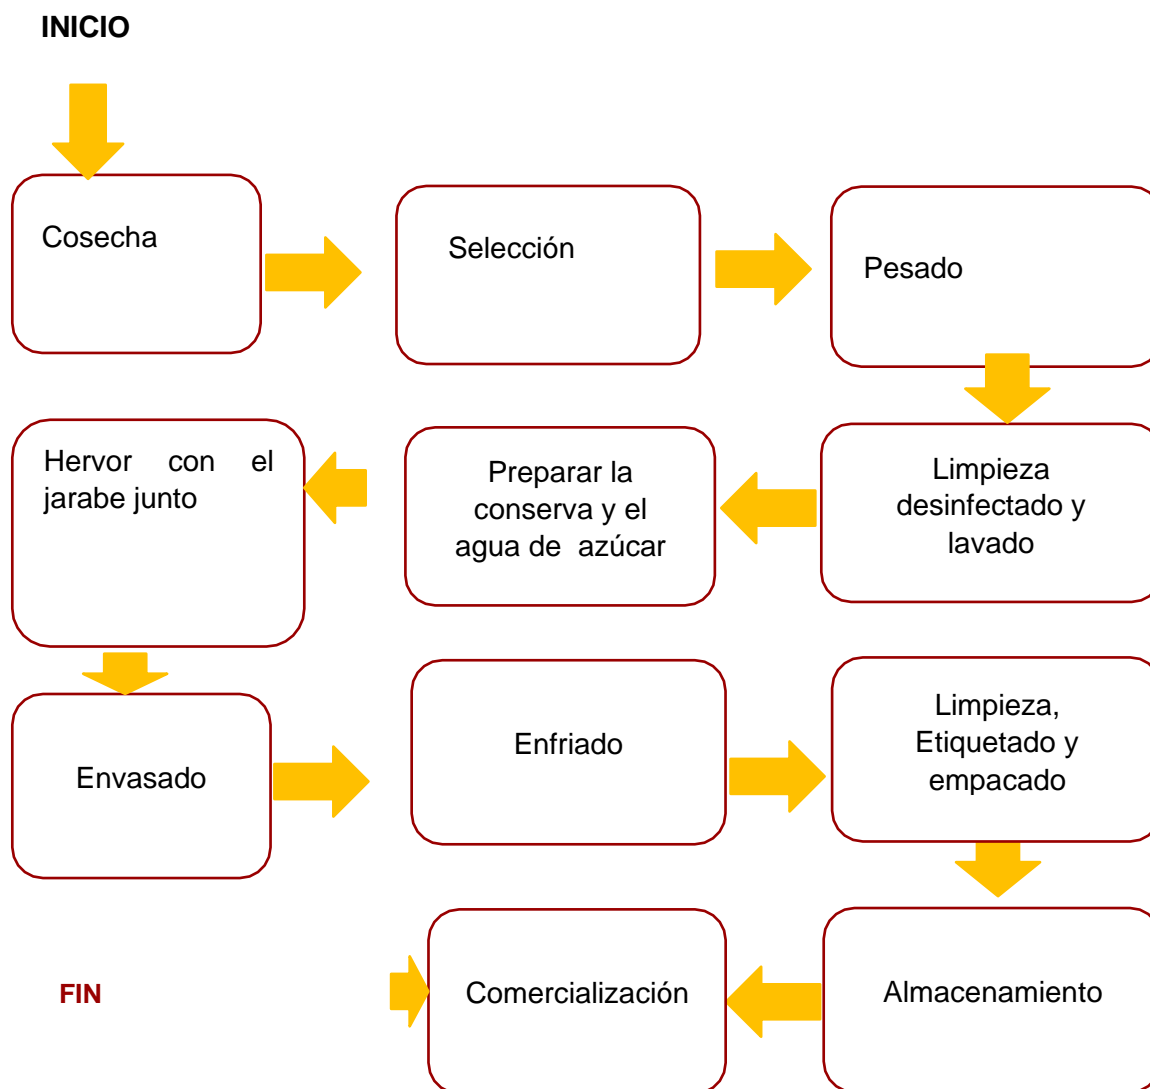 INICIO
Cosecha
Selección
Pesado
Limpieza
desinfectado y
lavado
Preparar la
conserva y el
agua de azúcar
Hervor con el
jarabe junto
Envasado
Enfriado
Limpieza,
Etiquetado y
empacado
Almacenamiento
Comercialización
FIN